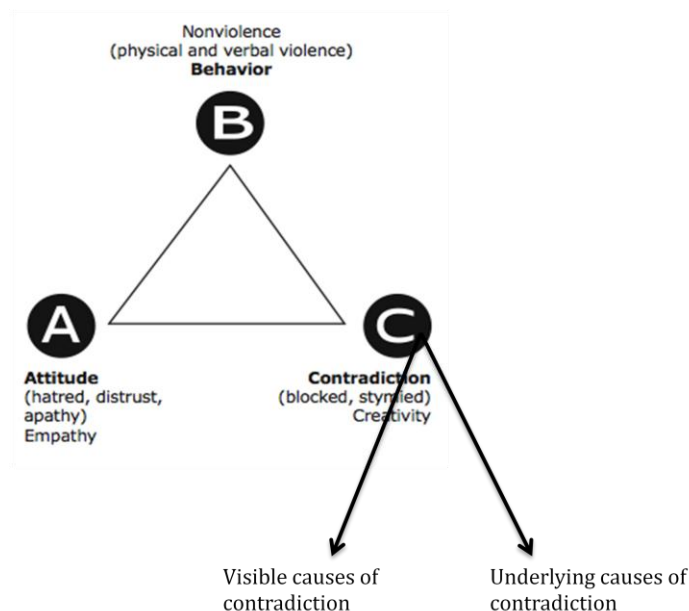 Nonviolence
(physical and verbal violence)
Behavior
B
A
C
Attitude
(hatred, distrust,
apathy)
Empathy
Contradiction
(blocked, stymied)
Creativity
Visible causes of
contradiction
Underlying causes of
contradiction